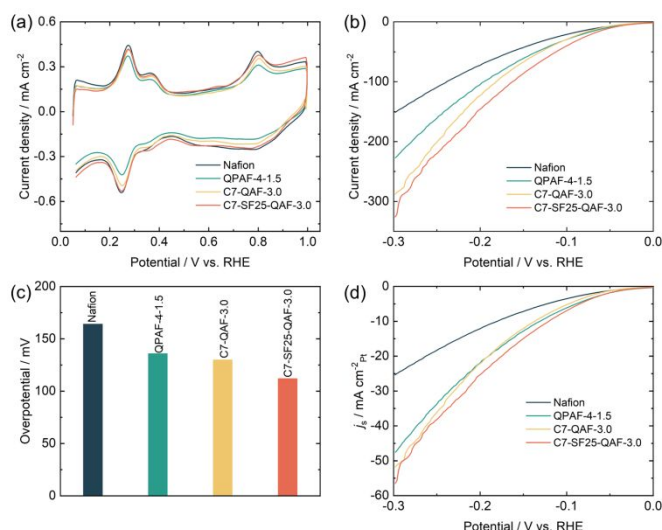 (a)
0.6
0.3
0.0
-0.3
-0.6
Current density / mA cm⁻²
Nafion
QPAF-4-1.5
C7-QAF-3.0
C7-SF25-QAF-3.0
0.0 0.2 0.4 0.6 0.8 1.0
Potential / V vs. RHE
(b)
0
-100
-200
-300
Current density / mA cm⁻²
Nafion
QPAF-4-1.5
C7-QAF-3.0
C7-SF25-QAF-3.0
-0.3 -0.2 -0.1 0.0
Potential / V vs. RHE
(c)
200
150
100
50
0
Overpotential / mV
Nafion
QPAF-4-1.5
C7-QAF-3.0
C7-SF25-QAF-3.0
(d)
0
-10
-20
-30
-40
-50
-60
jₛ / mA cm⁻²Pt
Nafion
QPAF-4-1.5
C7-QAF-3.0
C7-SF25-QAF-3.0
-0.3 -0.2 -0.1 0.0
Potential / V vs. RHE